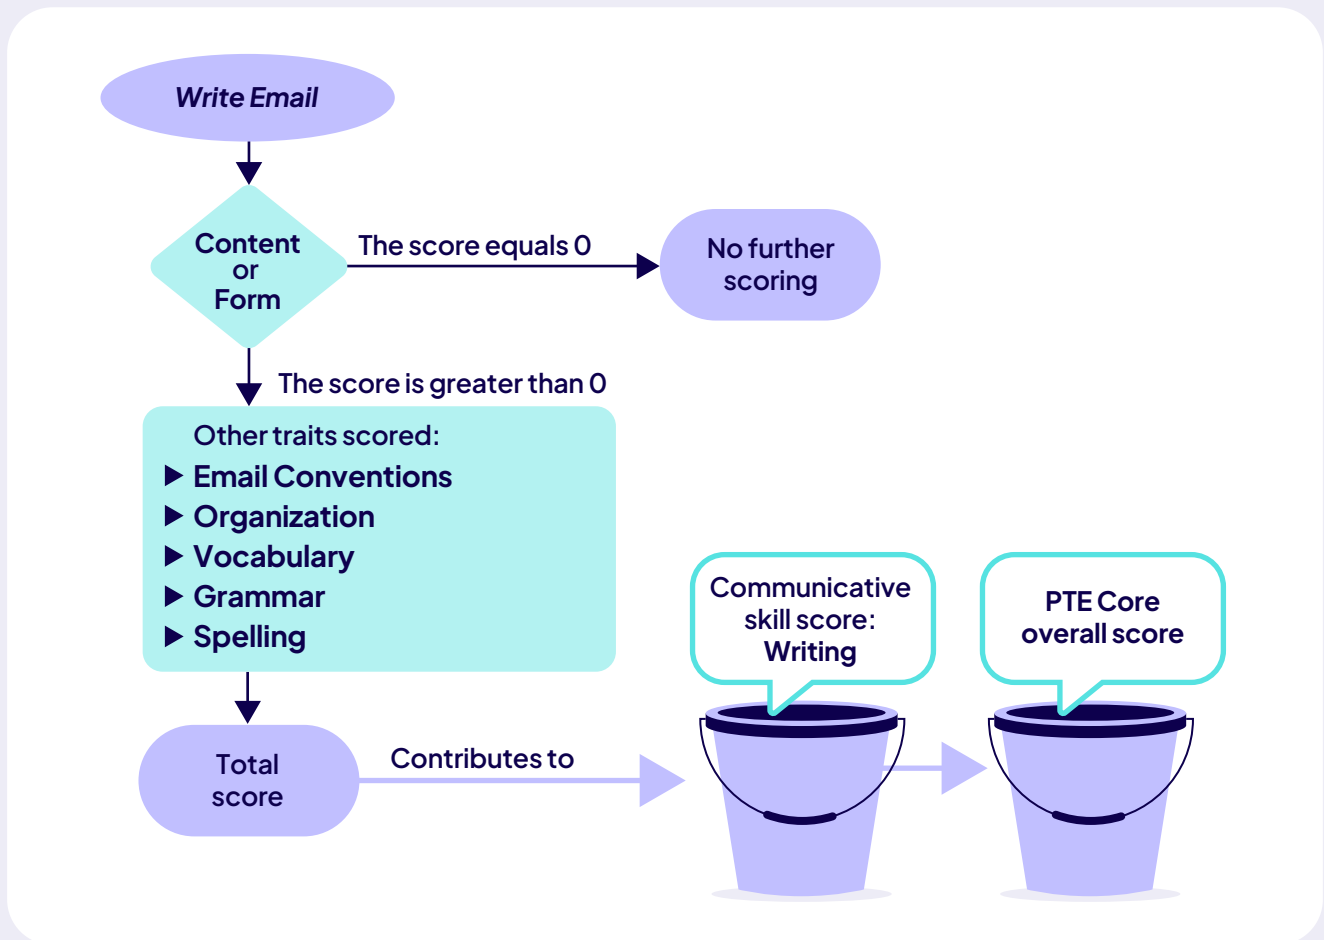 Write Email
Content
or
Form
The score equals 0
No further
scoring
The score is greater than 0
Other traits scored:
Email Conventions
Organization
Vocabulary
Grammar
Spelling
Total
score
Contributes to
Communicative
skill score:
Writing
PTE Core
overall score